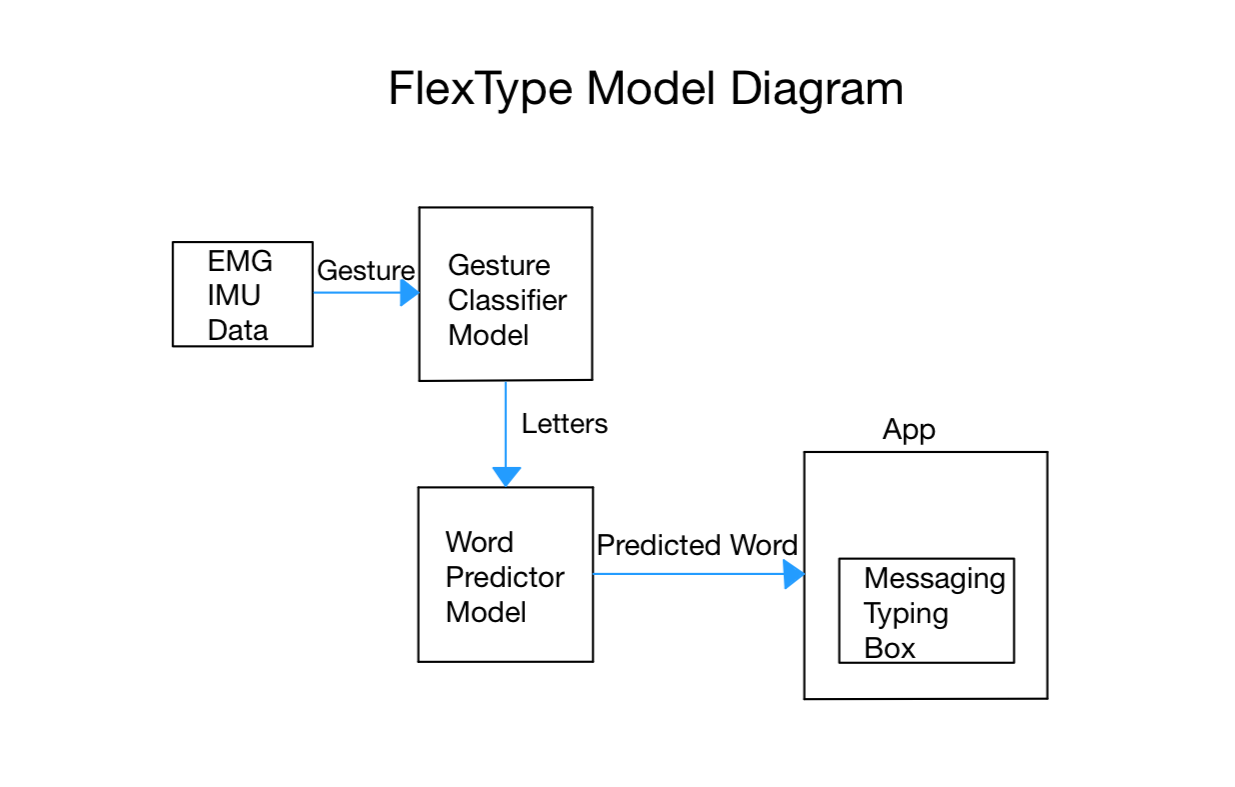 FlexType Model Diagram
EMG
IMU
Data
Gesture
Gesture
Classifier
Model
Letters
Word
Predictor
Model
Predicted Word
App
Messaging
Typing
Box